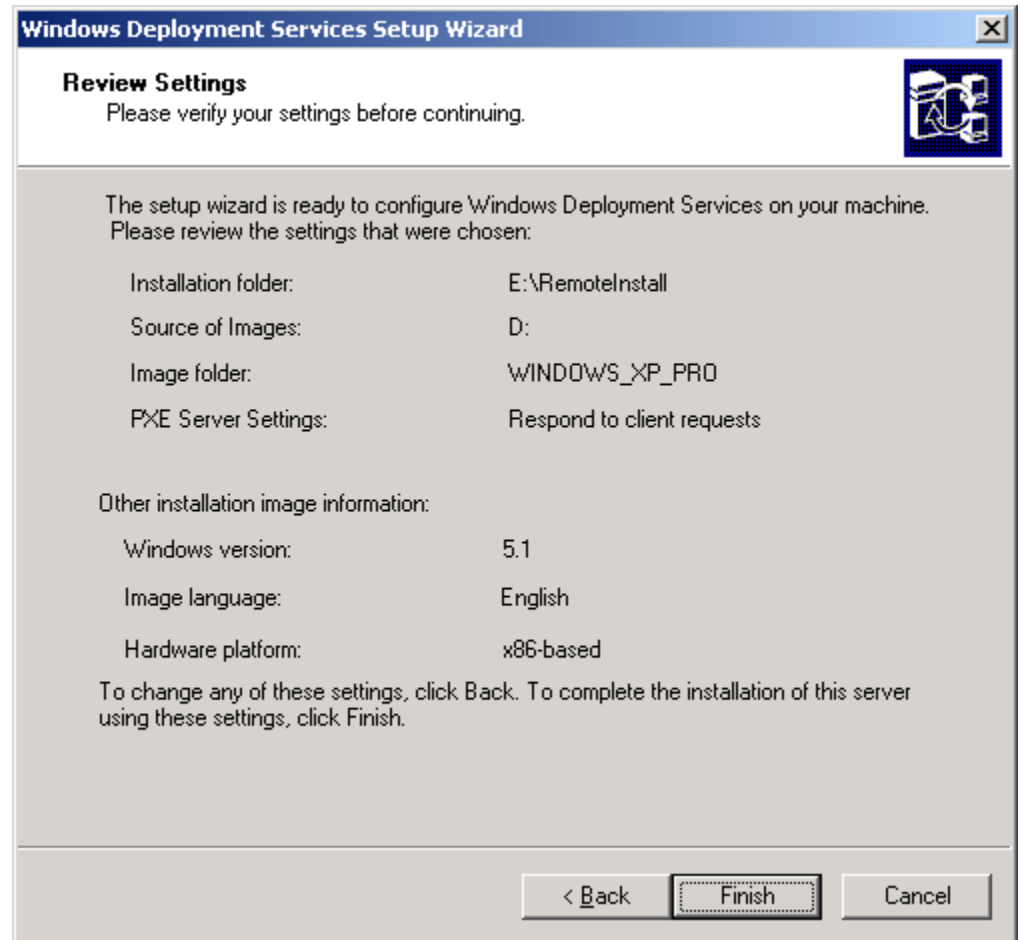 Windows Deployment Services Setup Wizard
Review Settings
Please verify your settings before continuing.
The setup wizard is ready to configure Windows Deployment Services on your machine.
Please review the settings that were chosen:
Installation folder: E:\RemoteInstall
Source of Images: D:
Image folder: WINDOWS_XP_PRO
PXE Server Settings: Respond to client requests
Other installation image information:
Windows version: 5.1
Image language: English
Hardware platform: x86-based
To change any of these settings, click Back. To complete the installation of this server
using these settings, click Finish.
< Back Finish Cancel